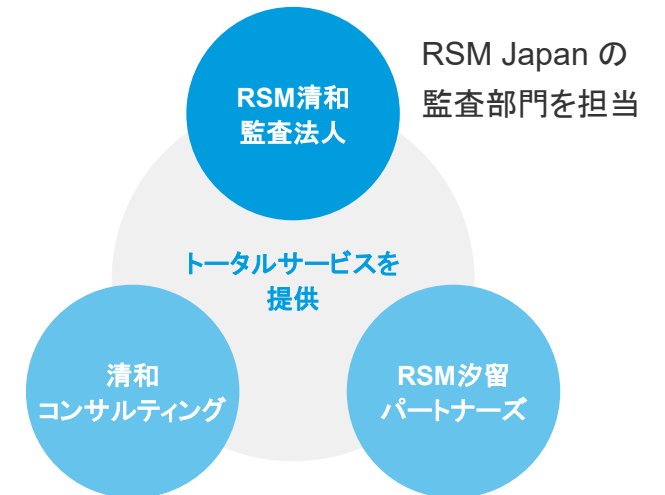 RSM Japan の
監査部門を担当
RSM清和
監査法人
トータルサービスを
提供
清和
コンサルティング
RSM汐留
パートナーズ